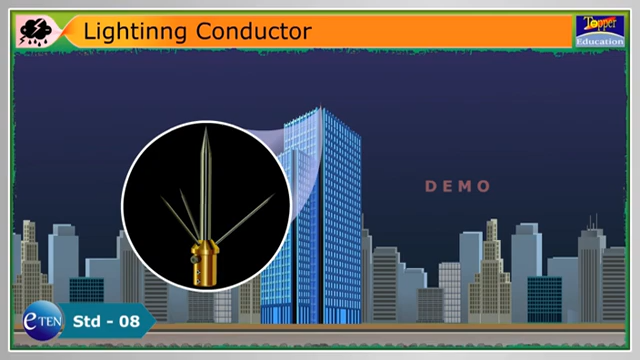 Lightinng Conductor
Topper
Education
DEMO
eTEN
Std - 08